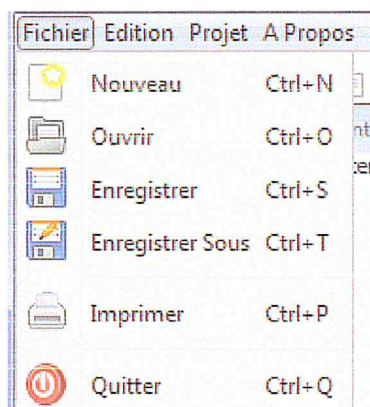 Fichier Edition Projet A Propos
Nouveau Ctrl+N
Ouvrir Ctrl+O
Enregistrer Ctrl+S
Enregistrer Sous Ctrl+T
Imprimer Ctrl+P
Quitter Ctrl+Q